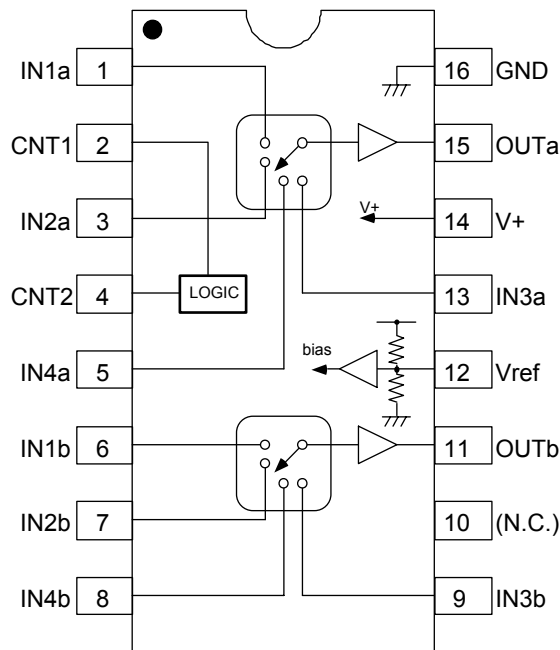 IN1a 1 16 GND
CNT1 2 15 OUTa
V+
IN2a 3 14 V+
CNT2 4 LOGIC 13 IN3a
bias
IN4a 5 12 Vref
IN1b 6 11 OUTb
IN2b 7 10 (N.C.)
IN4b 8 9 IN3b